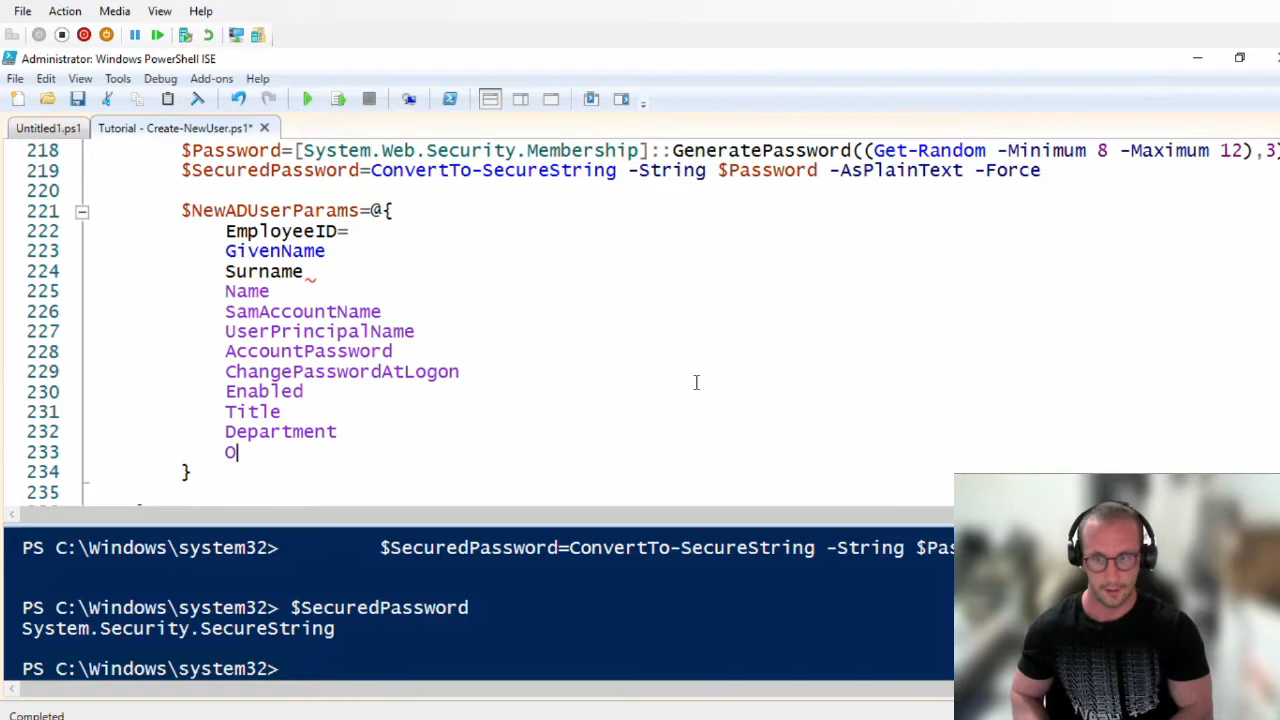 File Action Media View Help
Administrator: Windows PowerShell ISE
File Edit View Tools Debug Add-ons Help
Untitled1.ps1 Tutorial - Create-NewUser.ps1* X
218 $Password=[System.Web.Security.Membership]::GeneratePassword((Get-Random -Minimum 8 -Maximum 12),3)
219 $SecuredPassword=ConvertTo-SecureString -String $Password -AsPlainText -Force
220
221 $NewADUserParams=@{
222 EmployeeID=
223 GivenName
224 Surname
225 Name
226 SamAccountName
227 UserPrincipalName
228 AccountPassword
229 ChangePasswordAtLogon
230 Enabled
231 Title
232 Department
233 O
234 }
235
PS C:\Windows\system32> $SecuredPassword=ConvertTo-SecureString -String $Pas
PS C:\Windows\system32> $SecuredPassword
System.Security.SecureString
PS C:\Windows\system32>
Completed